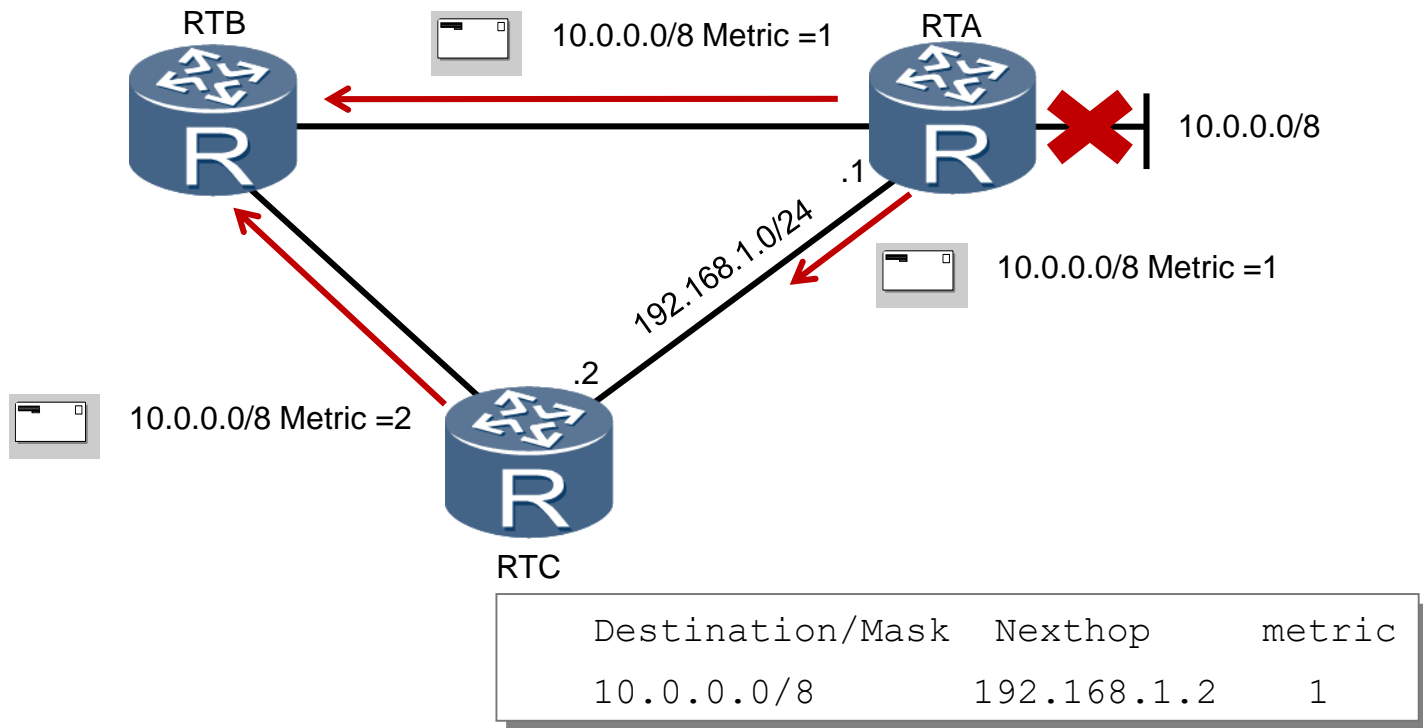 RTB
10.0.0.0/8 Metric =1
RTA
R
R
10.0.0.0/8
.1
192.168.1.0/24
10.0.0.0/8 Metric =1
.2
10.0.0.0/8 Metric =2
R
RTC
Destination/Mask Nexthop metric
10.0.0.0/8 192.168.1.2 1